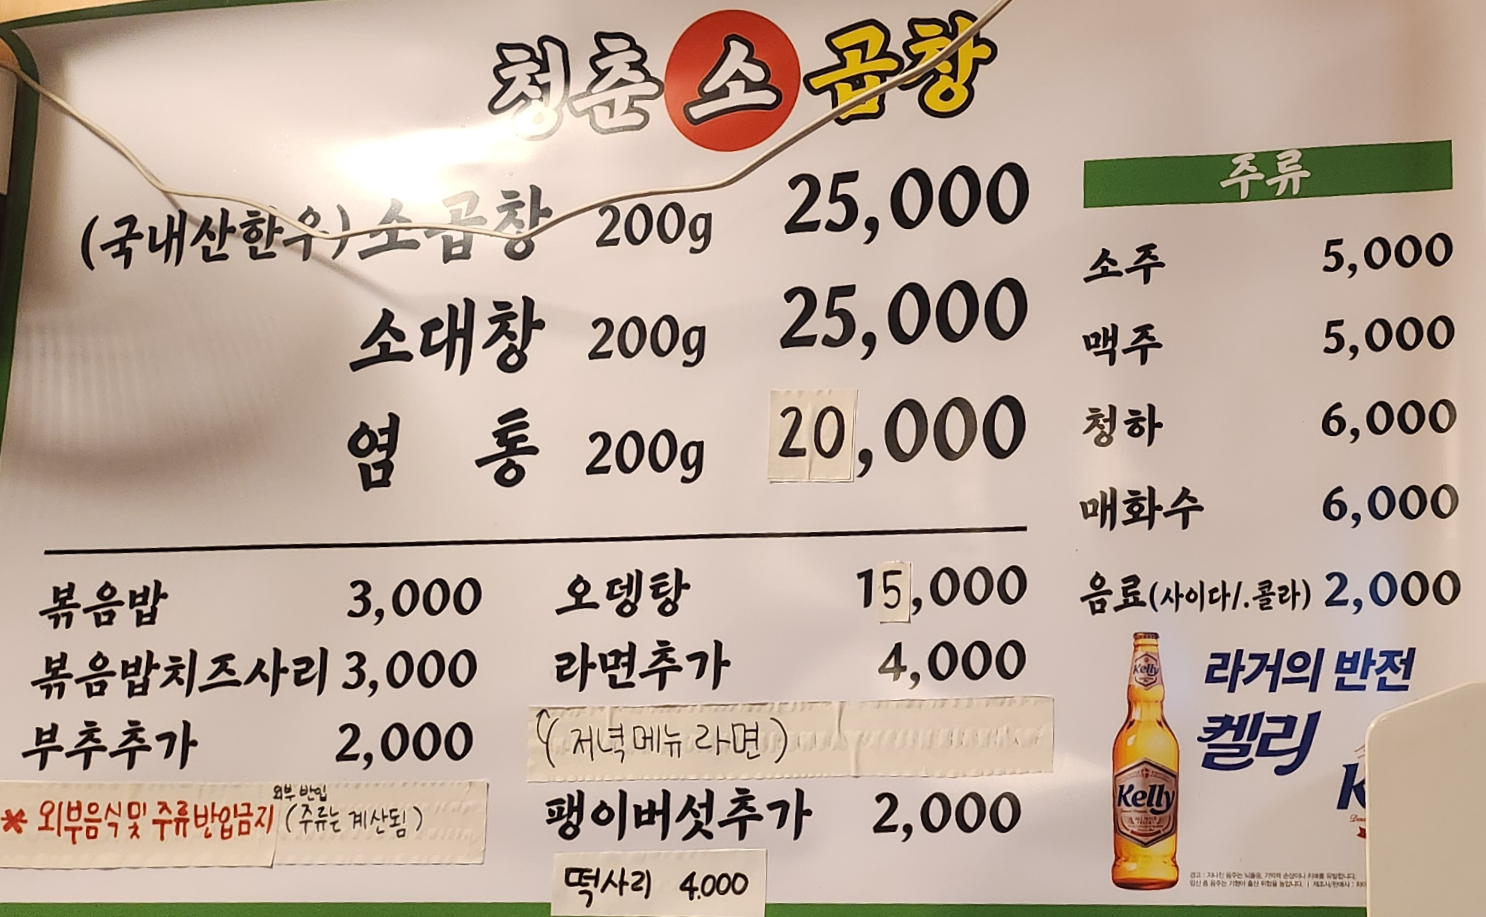 청춘소곱창
(국내산한우)소곱창 200g 25,000
소대창 200g 25,000
염 통 200g 20,000
볶음밥 3,000
볶음밥치즈사리 3,000
부추추가 2,000
외부반입
* 외부음식 및 주류반입금지 (주류는 계산됨)
오뎅탕 15,000
라면추가 4,000
(저녁메뉴 라면)
팽이버섯추가 2,000
떡사리 4.000
주류
소주 5,000
맥주 5,000
청하 6,000
매화수 6,000
음료(사이다/.콜라) 2,000
라거의 반전
켈리
Kelly
Kelly
K